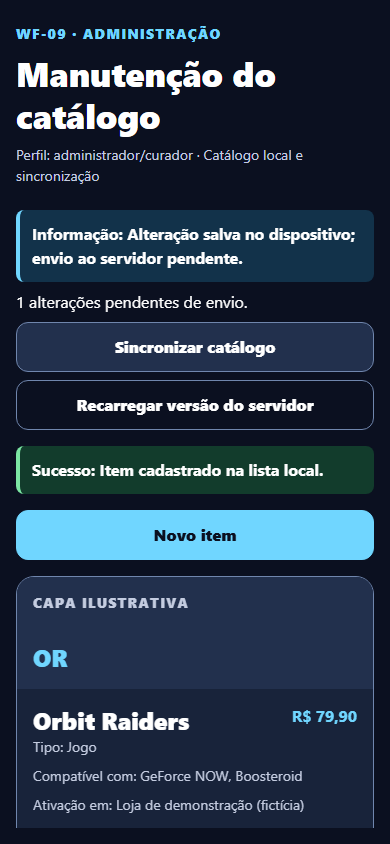 WF-09 · ADMINISTRAÇÃO
Manutenção do
catálogo
Perfil: administrador/curador · Catálogo local e
sincronização
Informação: Alteração salva no dispositivo;
envio ao servidor pendente.
1 alterações pendentes de envio.
Sincronizar catálogo
Recarregar versão do servidor
Sucesso: Item cadastrado na lista local.
Novo item
CAPA ILUSTRATIVA
OR
Orbit Raiders
R$ 79,90
Tipo: Jogo
Compatível com: GeForce NOW, Boosteroid
Ativação em: Loja de demonstração (fictícia)